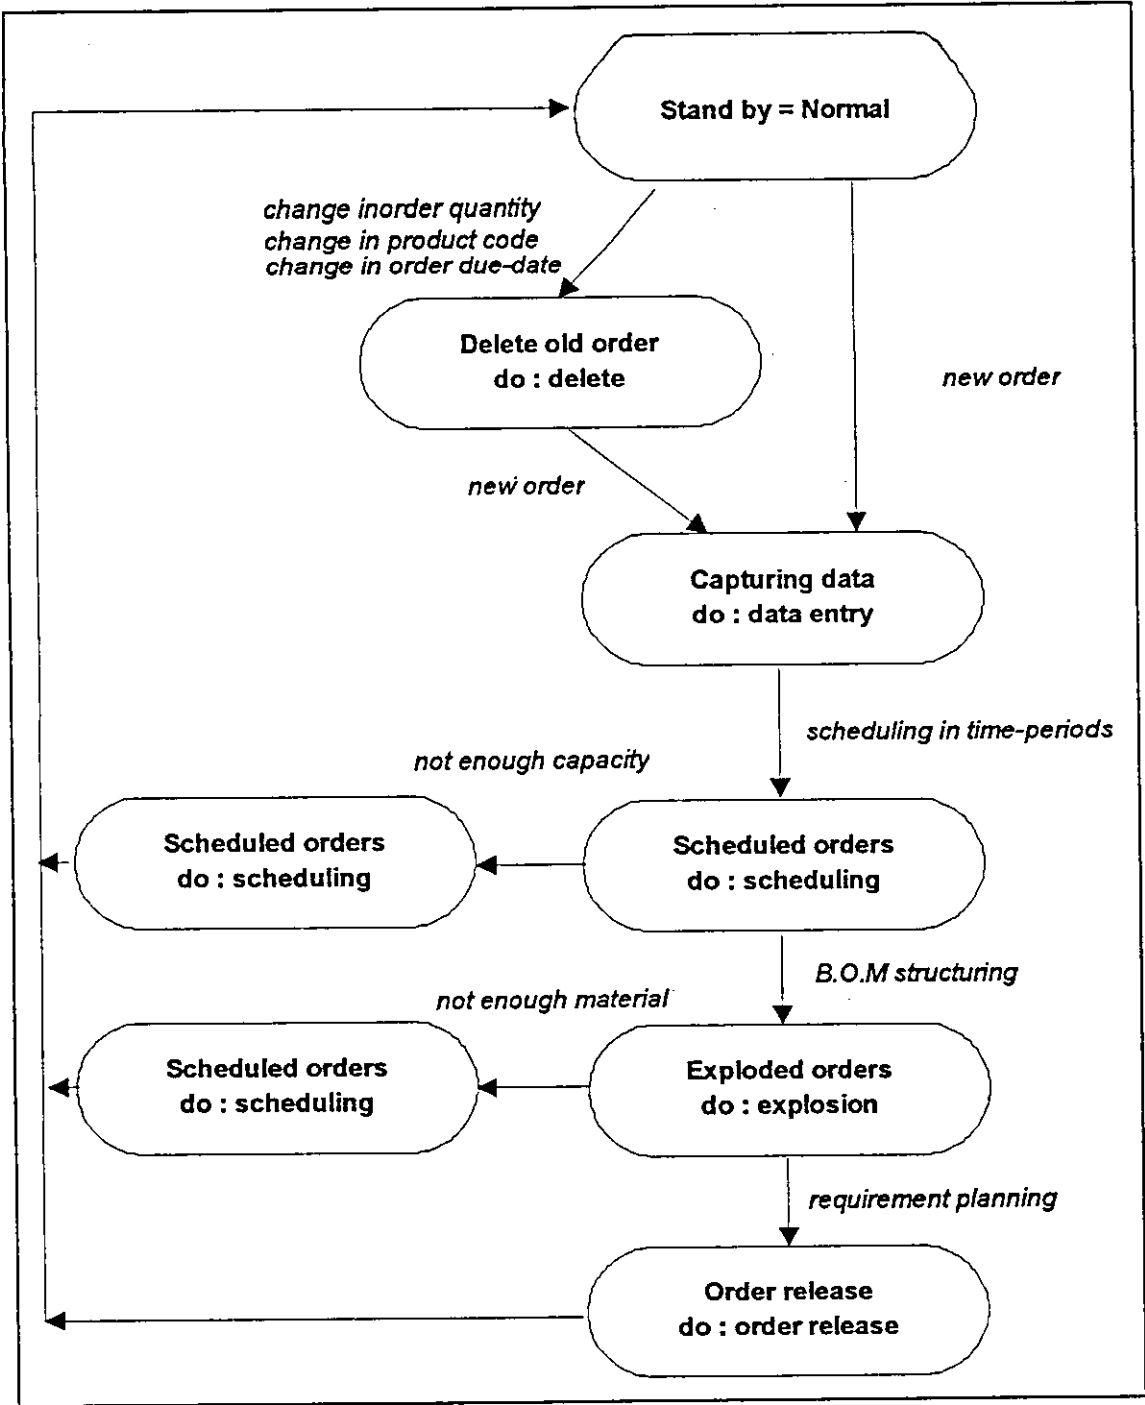 Stand by = Normal
change inorder quantity
change in product code
change in order due-date
Delete old order
do : delete
new order
new order
Capturing data
do : data entry
scheduling in time-periods
not enough capacity
Scheduled orders
do : scheduling
Scheduled orders
do : scheduling
B.O.M structuring
not enough material
Scheduled orders
do : scheduling
Exploded orders
do : explosion
requirement planning
Order release
do : order release